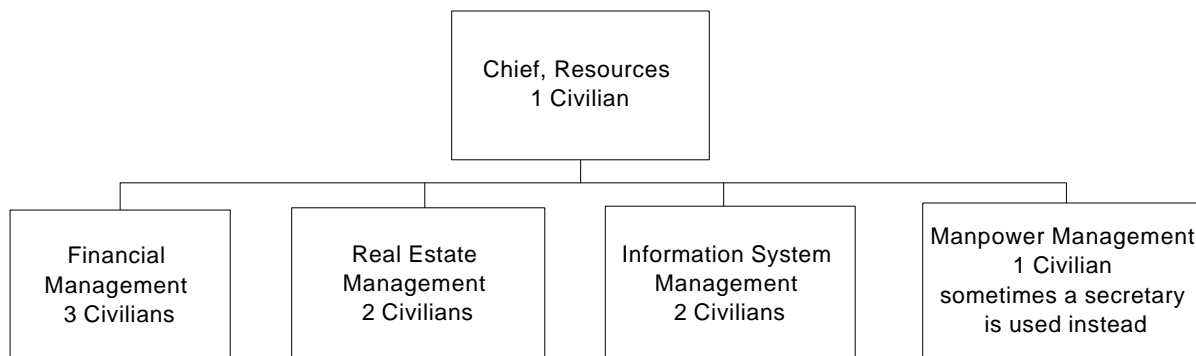 Chief, Resources
1 Civilian
Financial
Management
3 Civilians
Real Estate
Management
2 Civilians
Information System
Management
2 Civilians
Manpower Management
1 Civilian
sometimes a secretary
is used instead